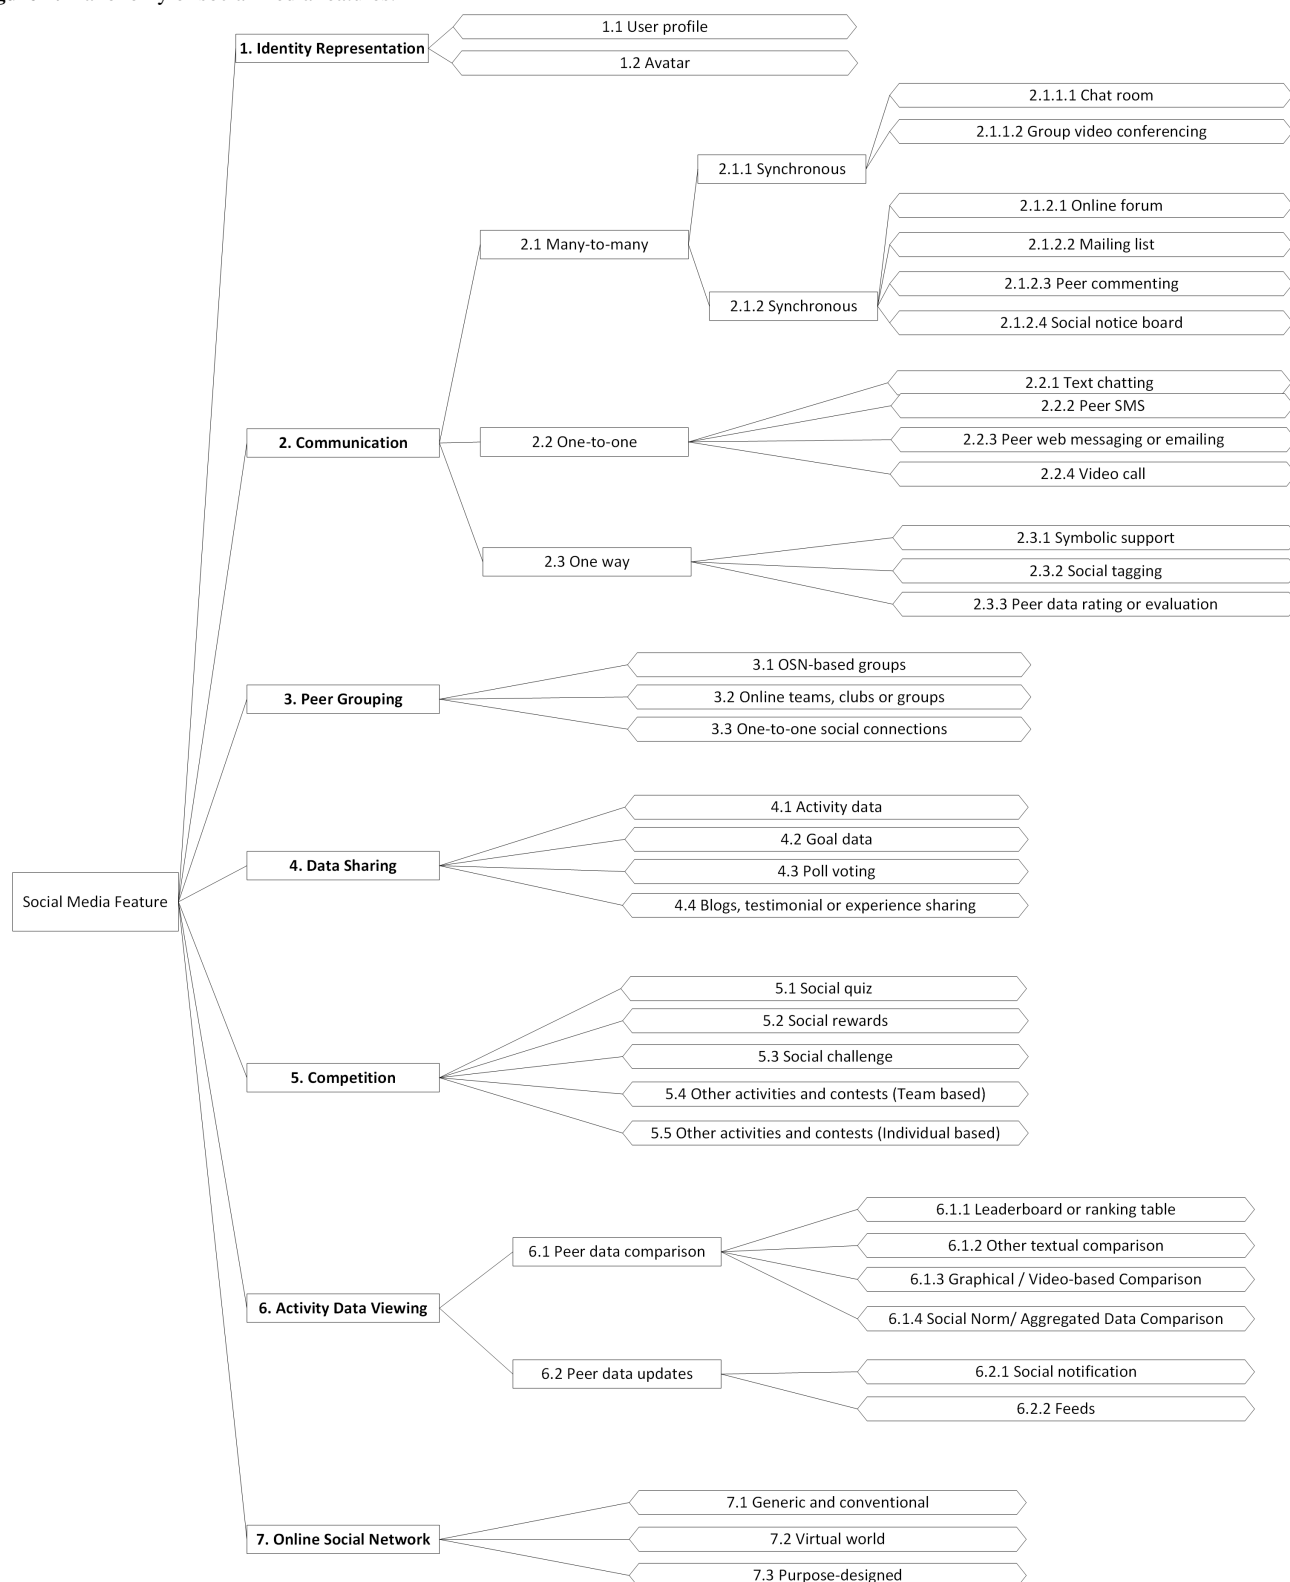 1. Identity Representation
1.1 User profile
1.2 Avatar
2.1.1.1 Chat room
2.1.1.2 Group video conferencing
2.1.1 Synchronous
2.1.2.1 Online forum
2.1 Many-to-many
2.1.2.2 Mailing list
2.1.2.3 Peer commenting
2.1.2 Synchronous
2.1.2.4 Social notice board
2.2.1 Text chatting
2.2.2 Peer SMS
2. Communication
2.2 One-to-one
2.2.3 Peer web messaging or emailing
2.2.4 Video call
2.3.1 Symbolic support
2.3 One way
2.3.2 Social tagging
2.3.3 Peer data rating or evaluation
3.1 OSN-based groups
3. Peer Grouping
3.2 Online teams, clubs or groups
3.3 One-to-one social connections
4.1 Activity data
4.2 Goal data
4. Data Sharing
4.3 Poll voting
Social Media Feature
4.4 Blogs, testimonial or experience sharing
5.1 Social quiz
5.2 Social rewards
5.3 Social challenge
5. Competition
5.4 Other activities and contests (Team based)
5.5 Other activities and contests (Individual based)
6.1.1 Leaderboard or ranking table
6.1 Peer data comparison
6.1.2 Other textual comparison
6.1.3 Graphical / Video-based Comparison
6. Activity Data Viewing
6.1.4 Social Norm/ Aggregated Data Comparison
6.2 Peer data updates
6.2.1 Social notification
6.2.2 Feeds
7.1 Generic and conventional
7. Online Social Network
7.2 Virtual world
7.3 Purpose-designed